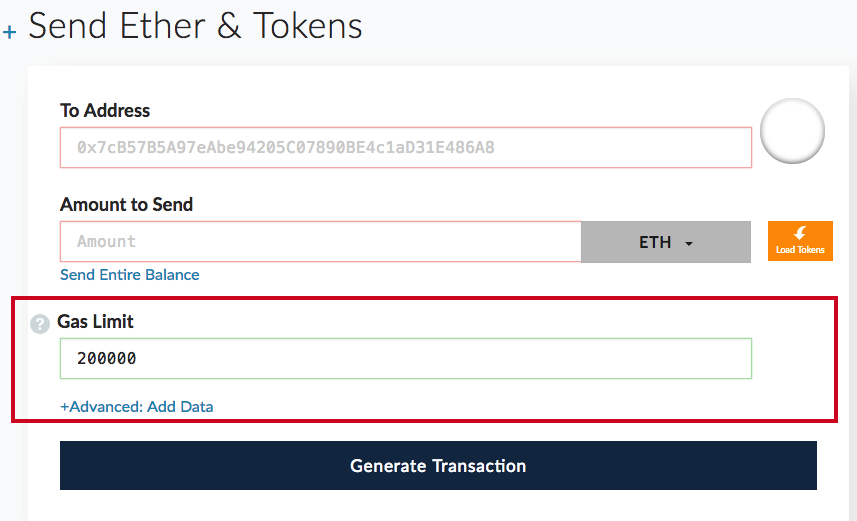 + Send Ether & Tokens
To Address
0x7cB57B5A97eAbe94205C07890BE4c1aD31E486A8
Amount to Send
Amount
ETH
Load Tokens
Send Entire Balance
? Gas Limit
200000
+Advanced: Add Data
Generate Transaction